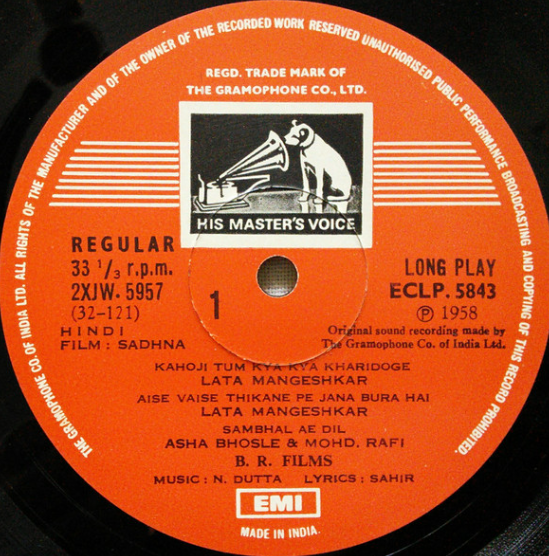 THE GRAMOPHONE CO. OF INDIA LTD. ALL RIGHTS OF THE MANUFACTURER AND OF THE OWNER OF THE RECORDED WORK RESERVED UNAUTHORISED PUBLIC PERFORMANCE BROADCASTING AND COPYING OF THIS RECORD PROHIBITED.
REGD. TRADE MARK OF
THE GRAMOPHONE CO., LTD.
HIS MASTER'S VOICE
REGULAR
33 1/3 r.p.m.
2XJW. 5957
(32-121)
HINDI
FILM : SADHNA
1
LONG PLAY
ECLP. 5843
℗ 1958
Original sound recording made by
The Gramophone Co. of India Ltd.
KAHOJI TUM KYA KYA KHARIDOGE
LATA MANGESHKAR
AISE VAISE THIKANE PE JANA BURA HAI
LATA MANGESHKAR
SAMBHAL AE DIL
ASHA BHOSLE & MOHD. RAFI
B. R. FILMS
MUSIC : N. DUTTA LYRICS : SAHIR
EMI
MADE IN INDIA.